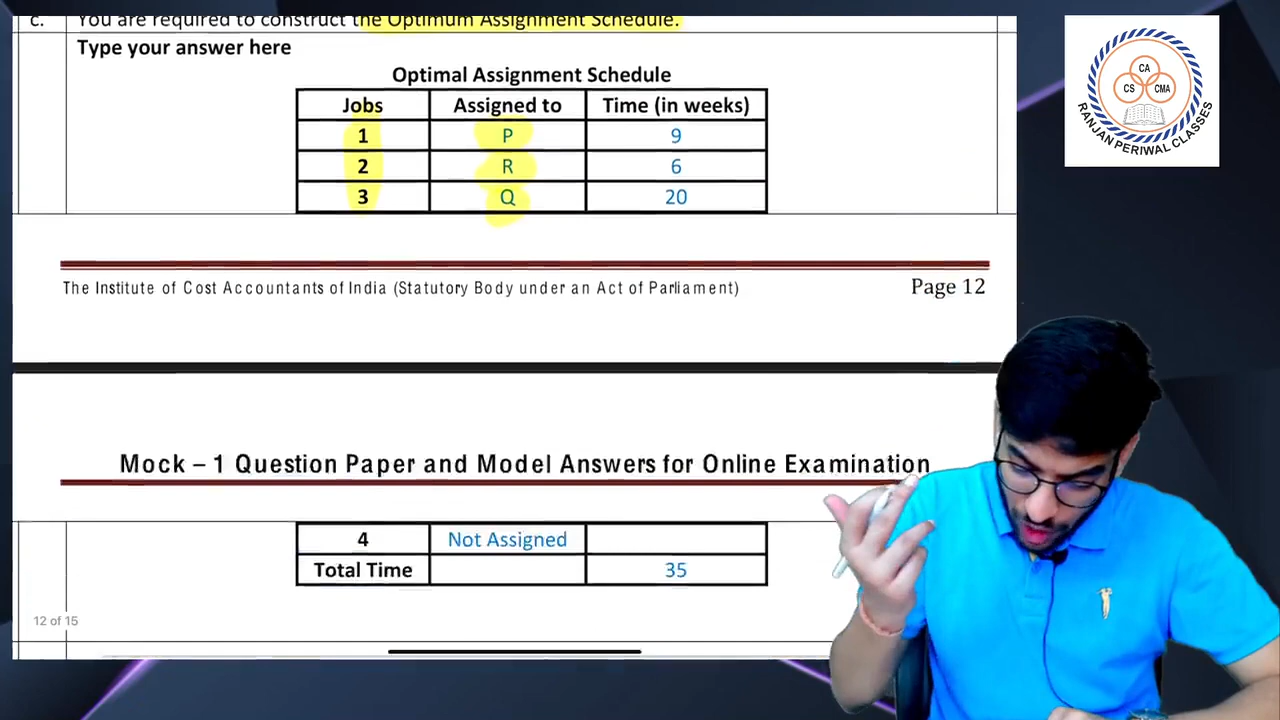 c. You are required to construct the Optimum Assignment Schedule.
Type your answer here
Optimal Assignment Schedule
Jobs Assigned to Time (in weeks)
1 P 9
2 R 6
3 Q 20
The Institute of Cost Accountants of India (Statutory Body under an Act of Parliament) Page 12
Mock – 1 Question Paper and Model Answers for Online Examination
4 Not Assigned
Total Time 35
12 of 15
CA
CS CMA
RANJAN PERIWAL CLASSES